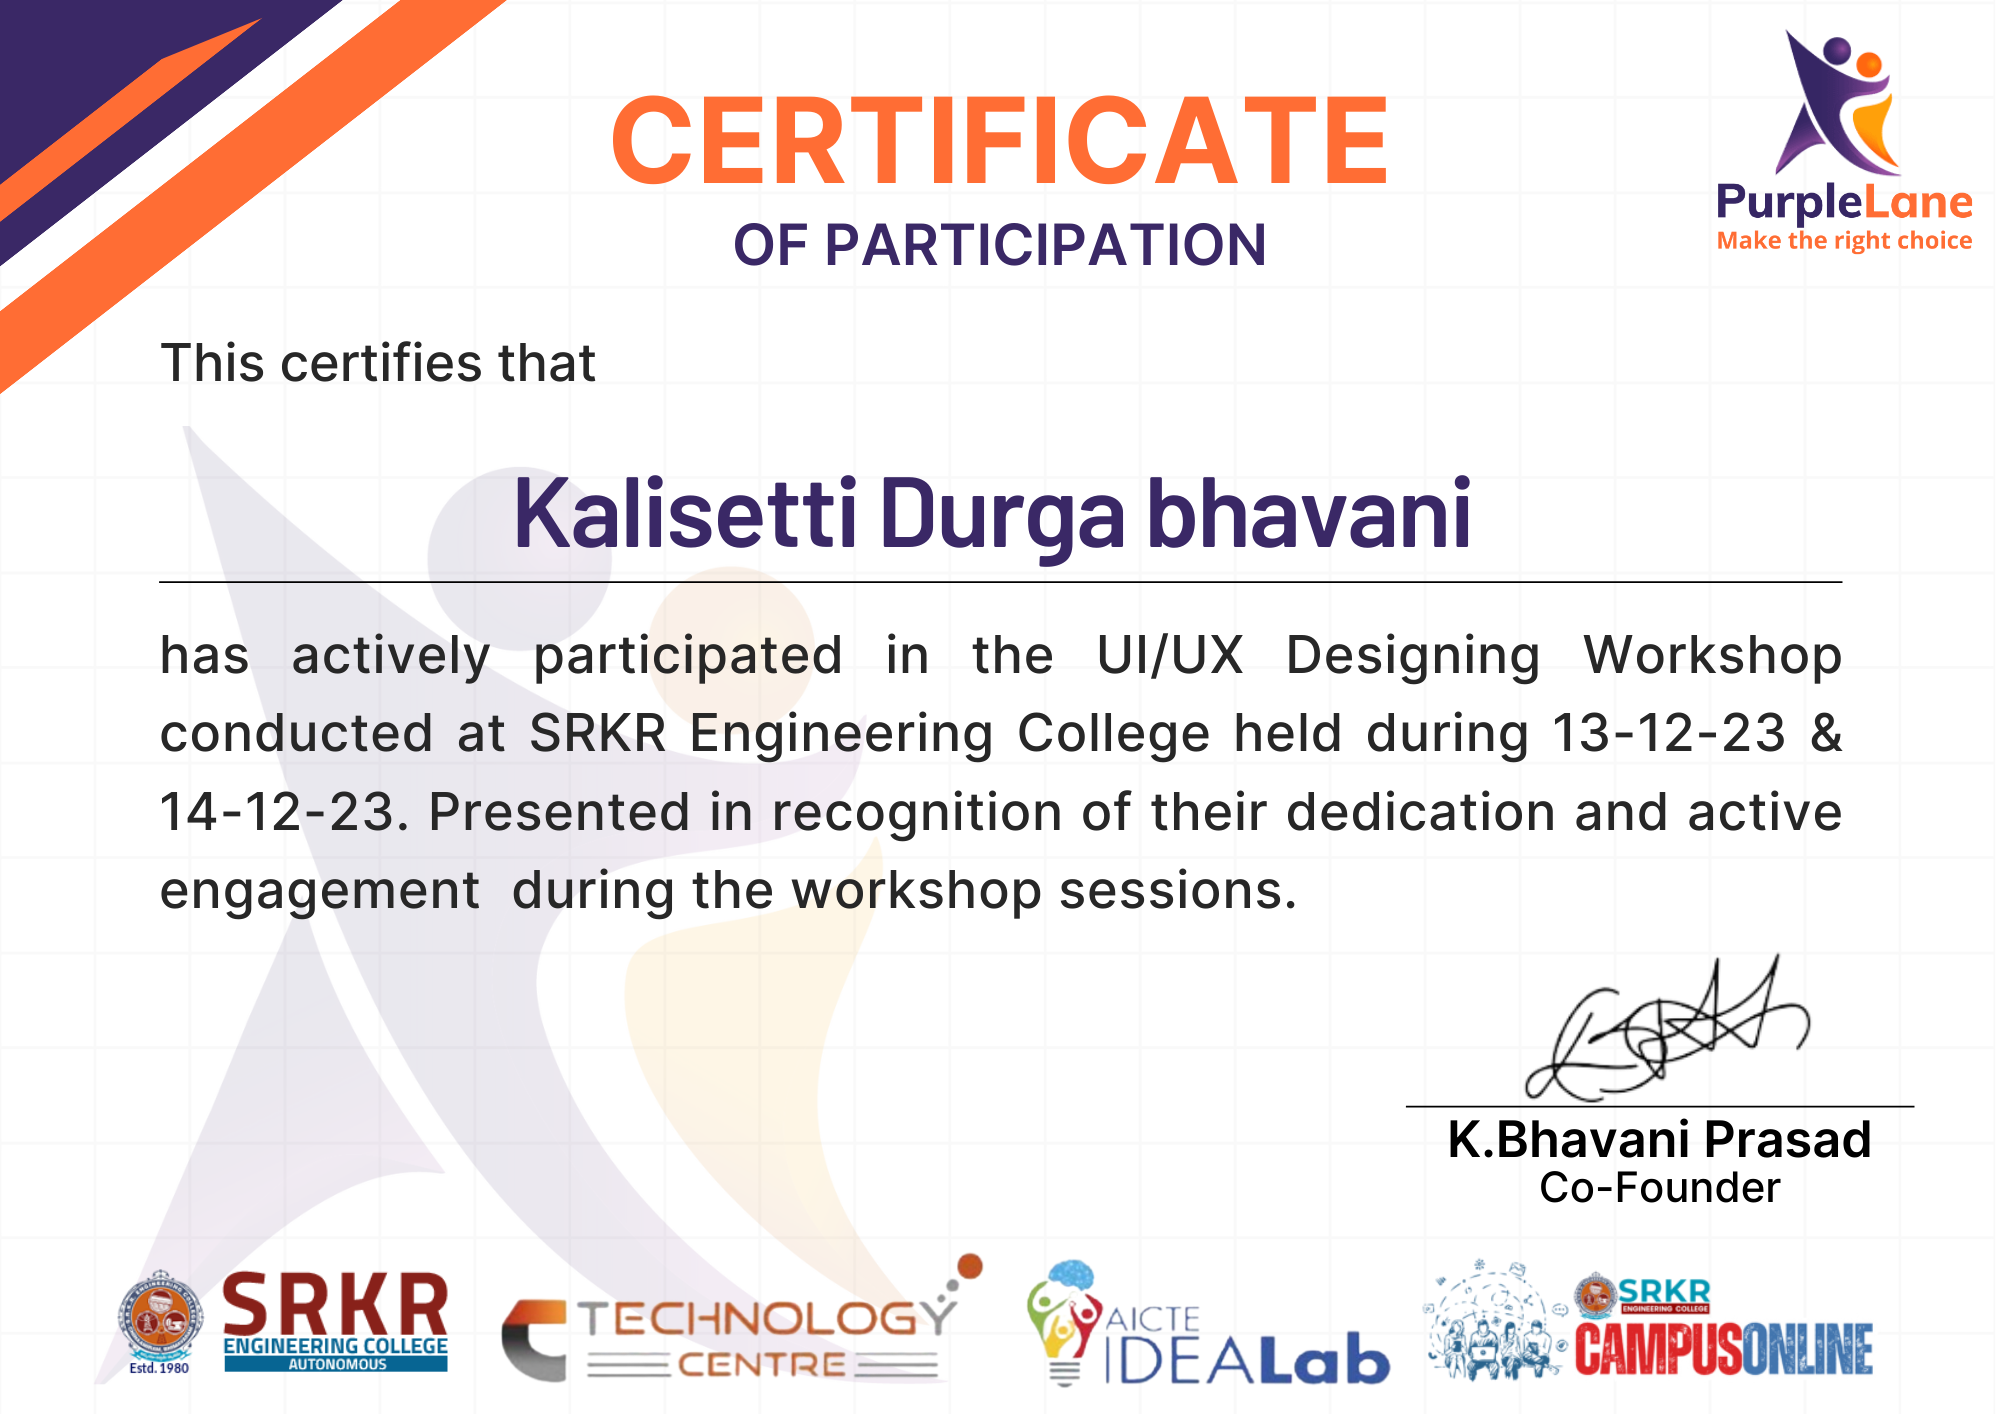 CERTIFICATE
OF PARTICIPATION
PurpleLane
Make the right choice
This certifies that
Kalisetti Durga bhavani
has actively participated in the UI/UX Designing Workshop
conducted at SRKR Engineering College held during 13-12-23 &
14-12-23. Presented in recognition of their dedication and active
engagement during the workshop sessions.
K.Bhavani Prasad
Co-Founder
SRKR
ENGINEERING COLLEGE
AUTONOMOUS
Estd. 1980
TECHNOLOGY
CENTRE
AICTE
IDEALab
SRKR
ENGINEERING COLLEGE
CAMPUSONLINE